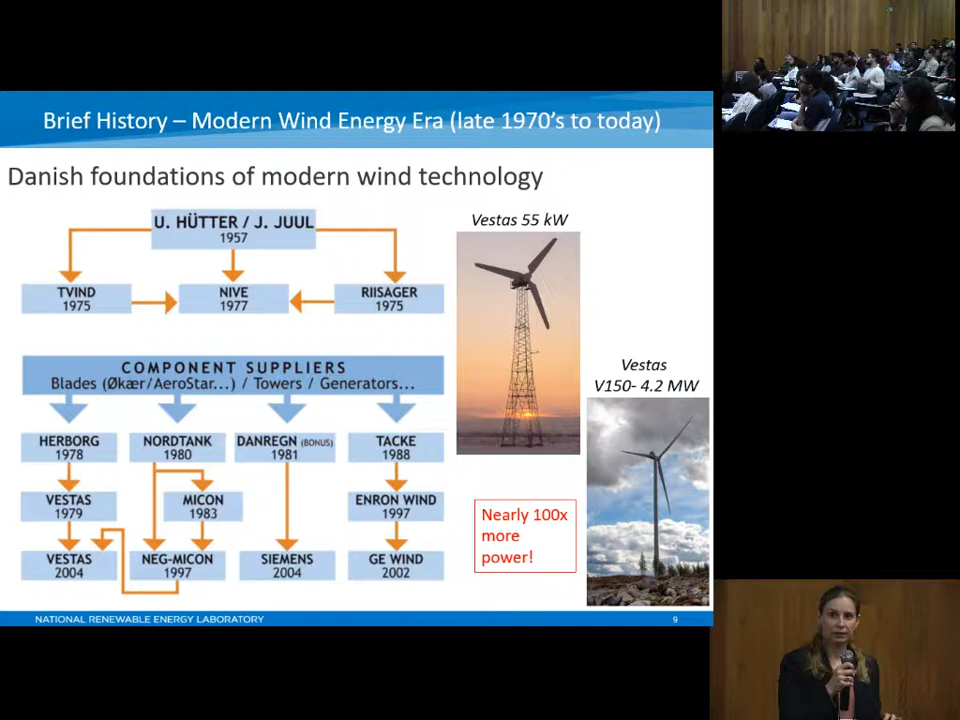 Brief History – Modern Wind Energy Era (late 1970's to today)
Danish foundations of modern wind technology
U. HÜTTER / J. JUUL
1957
TVIND
1975
NIVE
1977
RIISAGER
1975
COMPONENT SUPPLIERS
Blades (Økær/AeroStar...) / Towers / Generators...
HERBORG
1978
NORDTANK
1980
DANREGN (BONUS)
1981
TACKE
1988
VESTAS
1979
MICON
1983
ENRON WIND
1997
VESTAS
2004
NEG-MICON
1997
SIEMENS
2004
GE WIND
2002
Vestas 55 kW
Vestas
V150- 4.2 MW
Nearly 100x
more
power!
NATIONAL RENEWABLE ENERGY LABORATORY
9